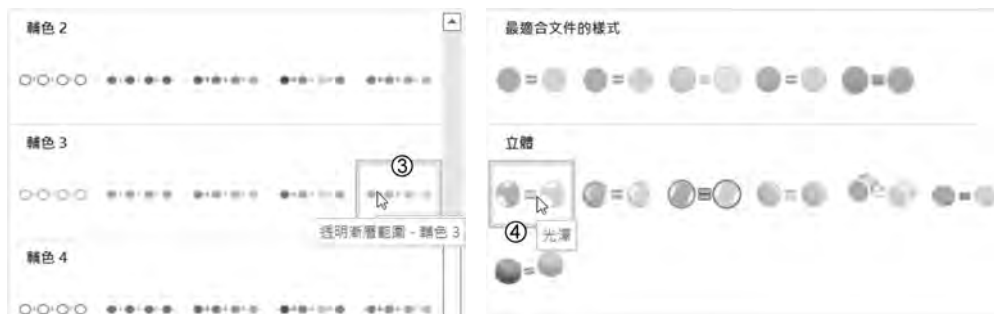 輔色 2
輔色 3
③
透明漸層範圍 - 輔色 3
輔色 4
最適合文件的樣式
立體
④
光澤